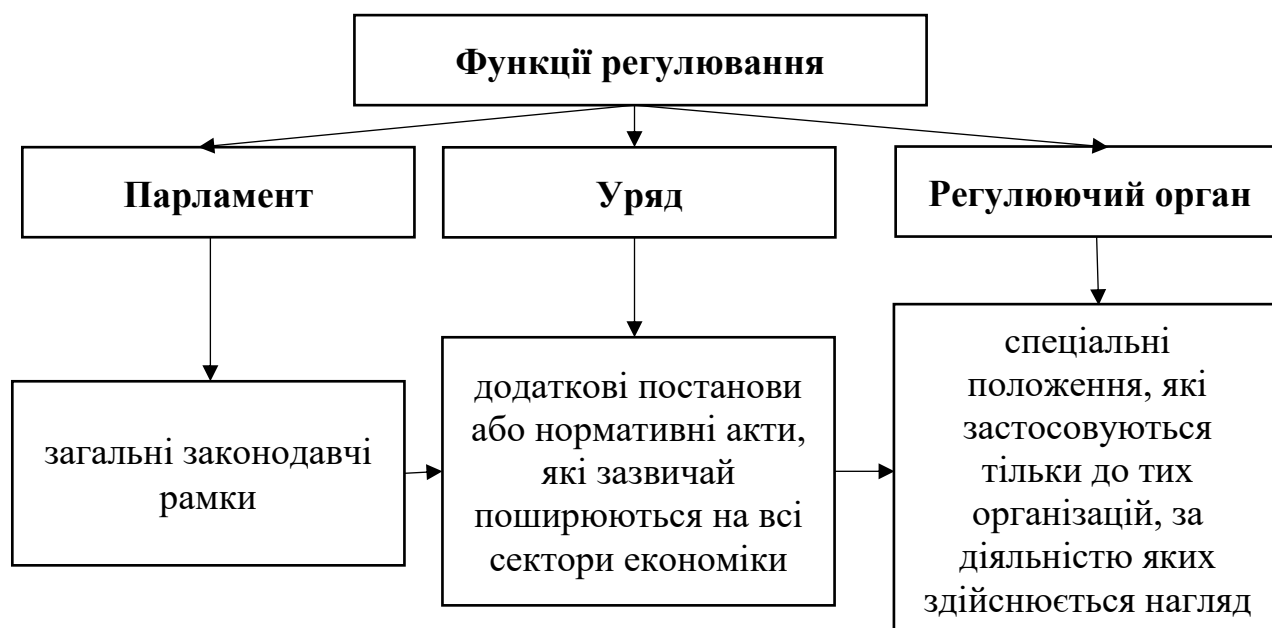 Функції регулювання
Парламент
Уряд
Регулюючий орган
загальні законодавчі
рамки
додаткові постанови
або нормативні акти,
які зазвичай
поширюються на всі
сектори економіки
спеціальні
положення, які
застосовуються
тільки до тих
організацій, за
діяльністю яких
здійснюється нагляд